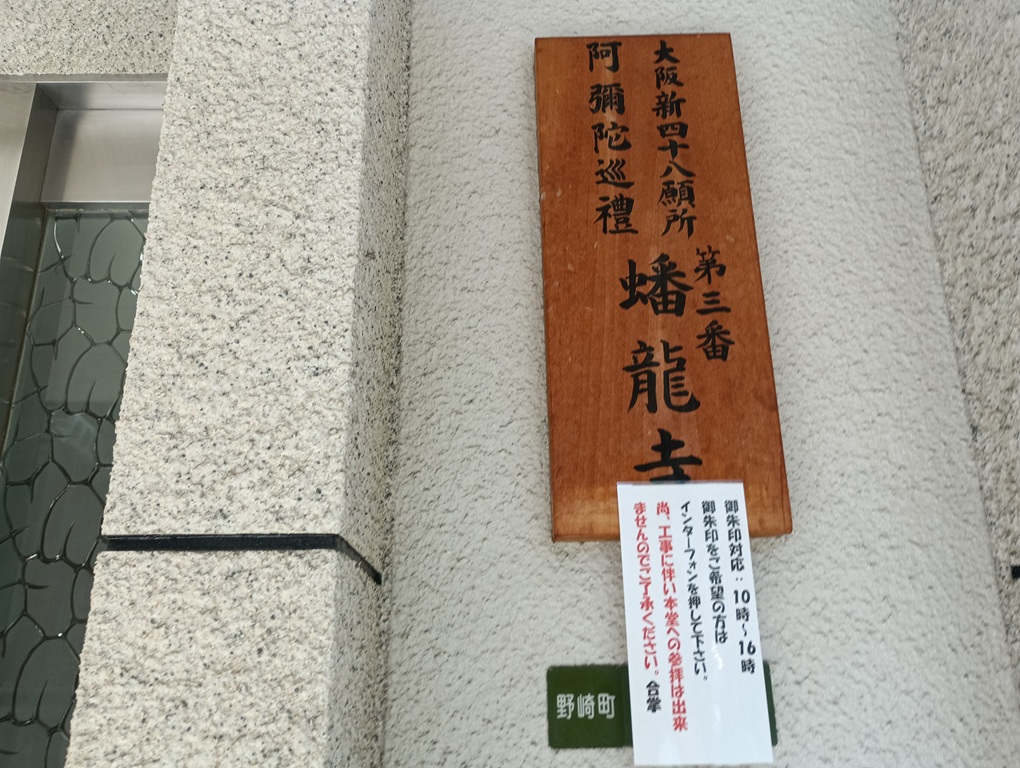 大阪新四十八願所
阿彌陀巡禮
第三番
蟠龍寺
御朱印対応：10時～16時
御朱印をご希望の方は
インターフォンを押して下さい。
尚、工事に伴い本堂への参拝は出来
ませんのでご了承ください。合掌
野崎町